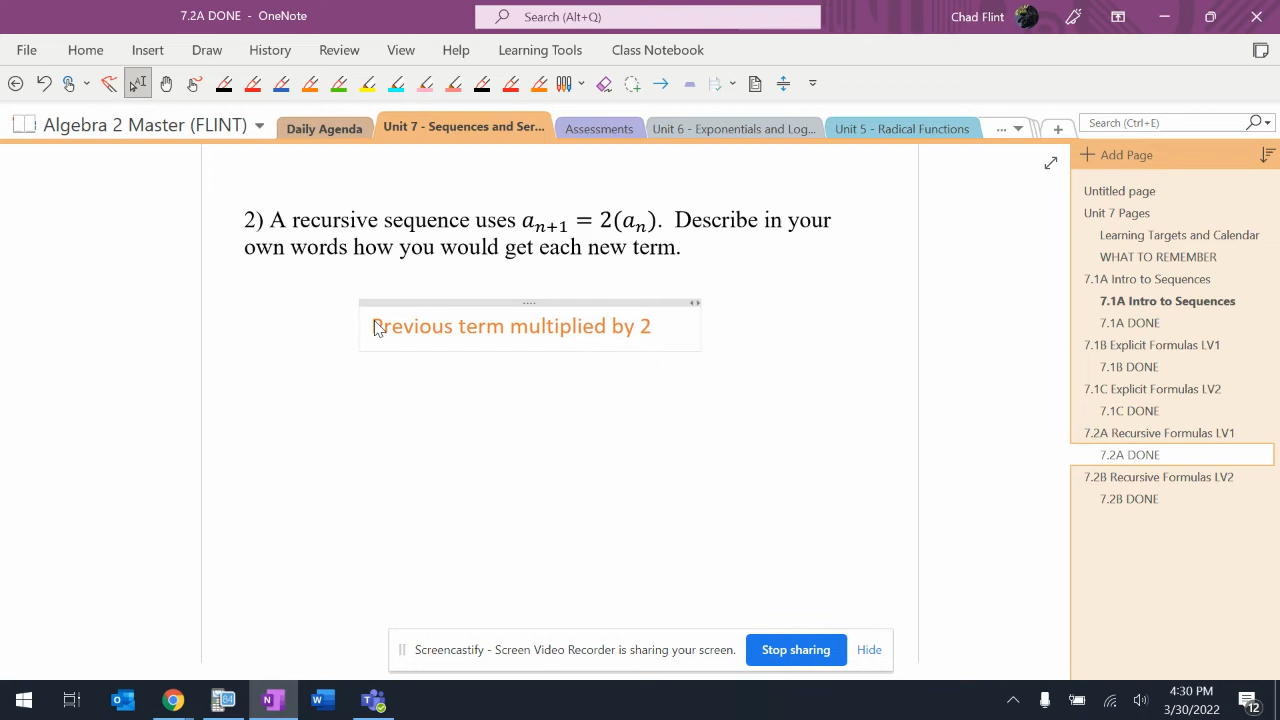 7.2A DONE - OneNote
Search (Alt+Q)
Chad Flint
File Home Insert Draw History Review View Help Learning Tools Class Notebook
Algebra 2 Master (FLINT)
Daily Agenda
Unit 7 - Sequences and Ser...
Assessments
Unit 6 - Exponentials and Log...
Unit 5 - Radical Functions
...
Search (Ctrl+E)
Add Page
Untitled page
Unit 7 Pages
Learning Targets and Calendar
WHAT TO REMEMBER
7.1A Intro to Sequences
7.1A Intro to Sequences
7.1A DONE
7.1B Explicit Formulas LV1
7.1B DONE
7.1C Explicit Formulas LV2
7.1C DONE
7.2A Recursive Formulas LV1
7.2A DONE
7.2B Recursive Formulas LV2
7.2B DONE
2) A recursive sequence uses aₙ₊₁ = 2(aₙ). Describe in your
own words how you would get each new term.
Previous term multiplied by 2
Screencastify - Screen Video Recorder is sharing your screen.
Stop sharing
Hide
84
4:30 PM
3/30/2022
12